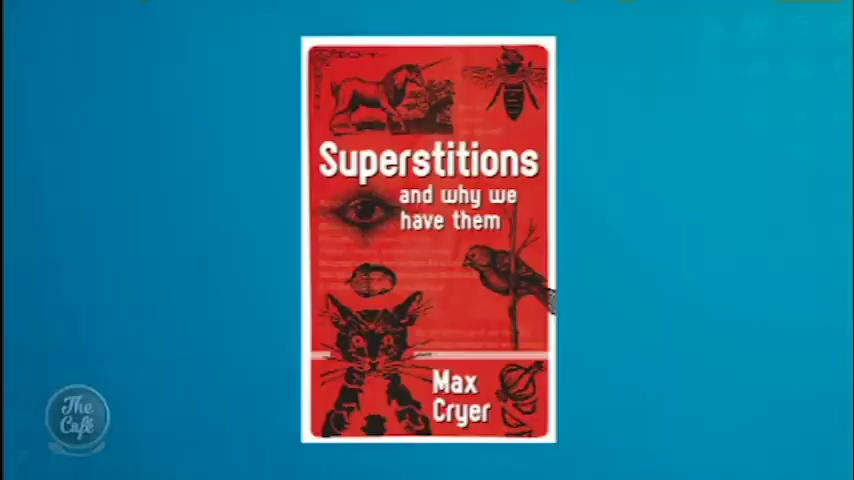 Superstitions
and why we
have them
Max
Cryer
The
Café